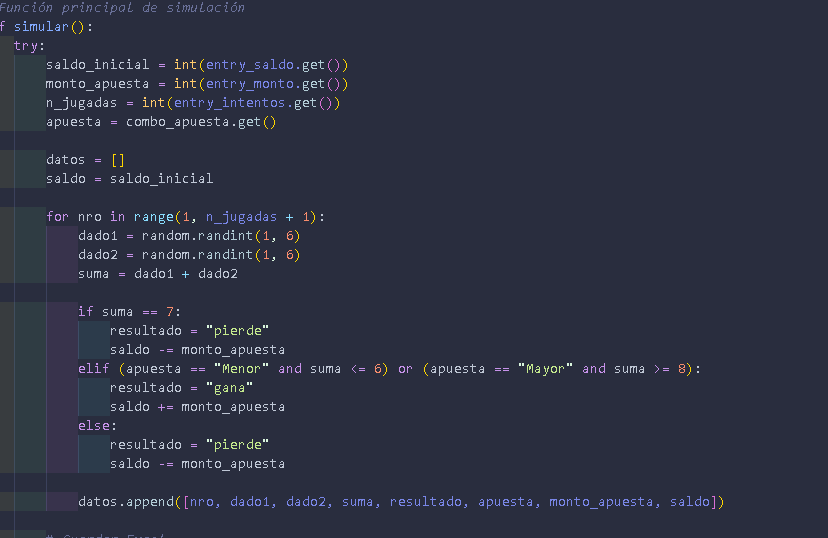 Función principal de simulación
f simular():
try:
saldo_inicial = int(entry_saldo.get())
monto_apuesta = int(entry_monto.get())
n_jugadas = int(entry_intentos.get())
apuesta = combo_apuesta.get()
datos = []
saldo = saldo_inicial
for nro in range(1, n_jugadas + 1):
dado1 = random.randint(1, 6)
dado2 = random.randint(1, 6)
suma = dado1 + dado2
if suma == 7:
resultado = "pierde"
saldo -= monto_apuesta
elif (apuesta == "Menor" and suma <= 6) or (apuesta == "Mayor" and suma >= 8):
resultado = "gana"
saldo += monto_apuesta
else:
resultado = "pierde"
saldo -= monto_apuesta
datos.append([nro, dado1, dado2, suma, resultado, apuesta, monto_apuesta, saldo])